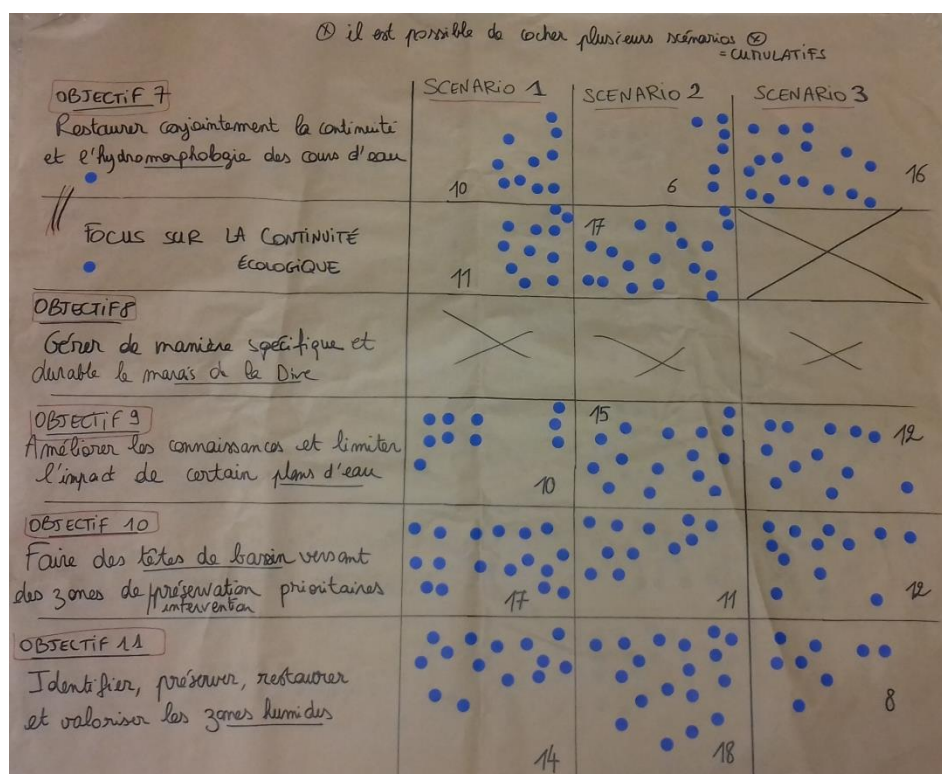 ⊗ il est possible de cocher plusieurs scénarios ⊗
= CUMULATIFS
SCENARIO 1
SCENARIO 2
SCENARIO 3
OBJECTIF 7
Restaurer conjointement la continuité
et l'hydromorphologie des cours d'eau
10
6
16
FOCUS SUR LA CONTINUITÉ
ÉCOLOGIQUE
11
17
OBJECTIF 8
Gérer de manière spécifique et
durable le marais de la Dive
OBJECTIF 9
Améliorer les connaissances et limiter
l'impact de certain plans d'eau
10
15
12
OBJECTIF 10
Faire des têtes de bassin versant
des zones de préservation prioritaires
intervention
17
11
12
OBJECTIF 11
Identifier, préserver, restaurer
et valoriser les zones humides
14
18
8